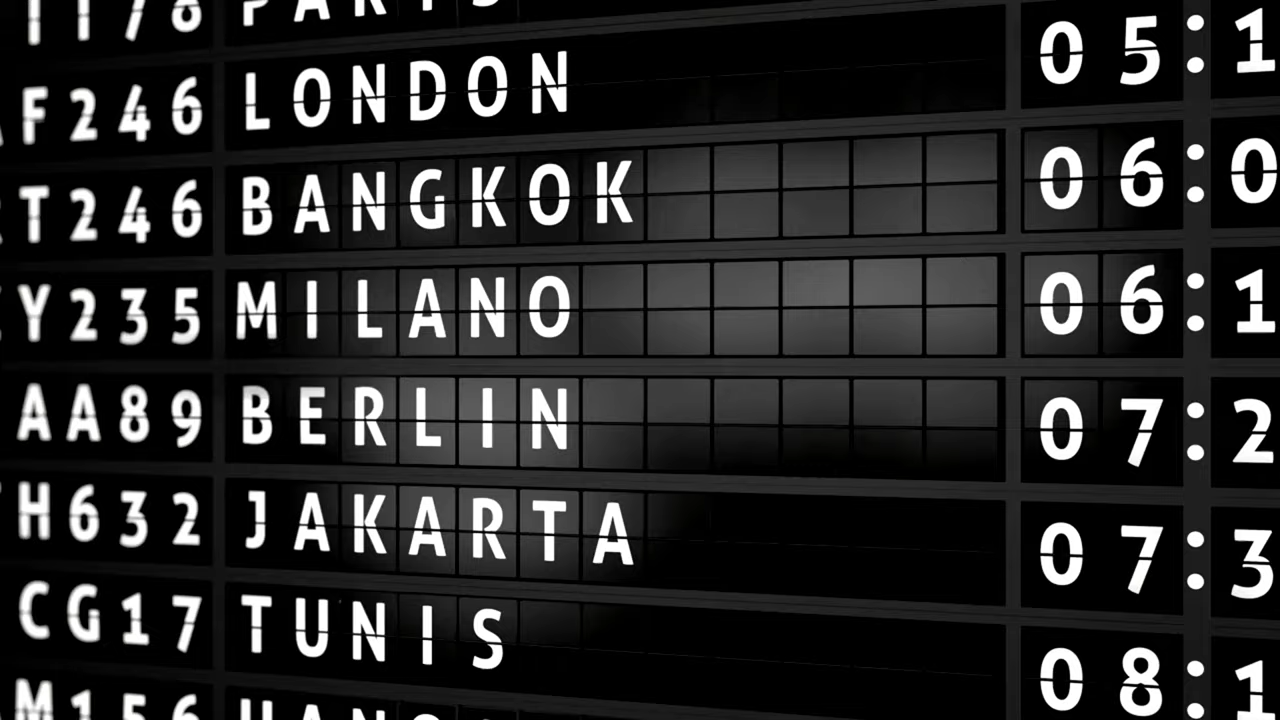 F246 LONDON 05:1
T246 BANGKOK 06:0
Y235 MILANO 06:1
AA89 BERLIN 07:2
H632 JAKARTA 07:3
CG17 TUNIS 08:1